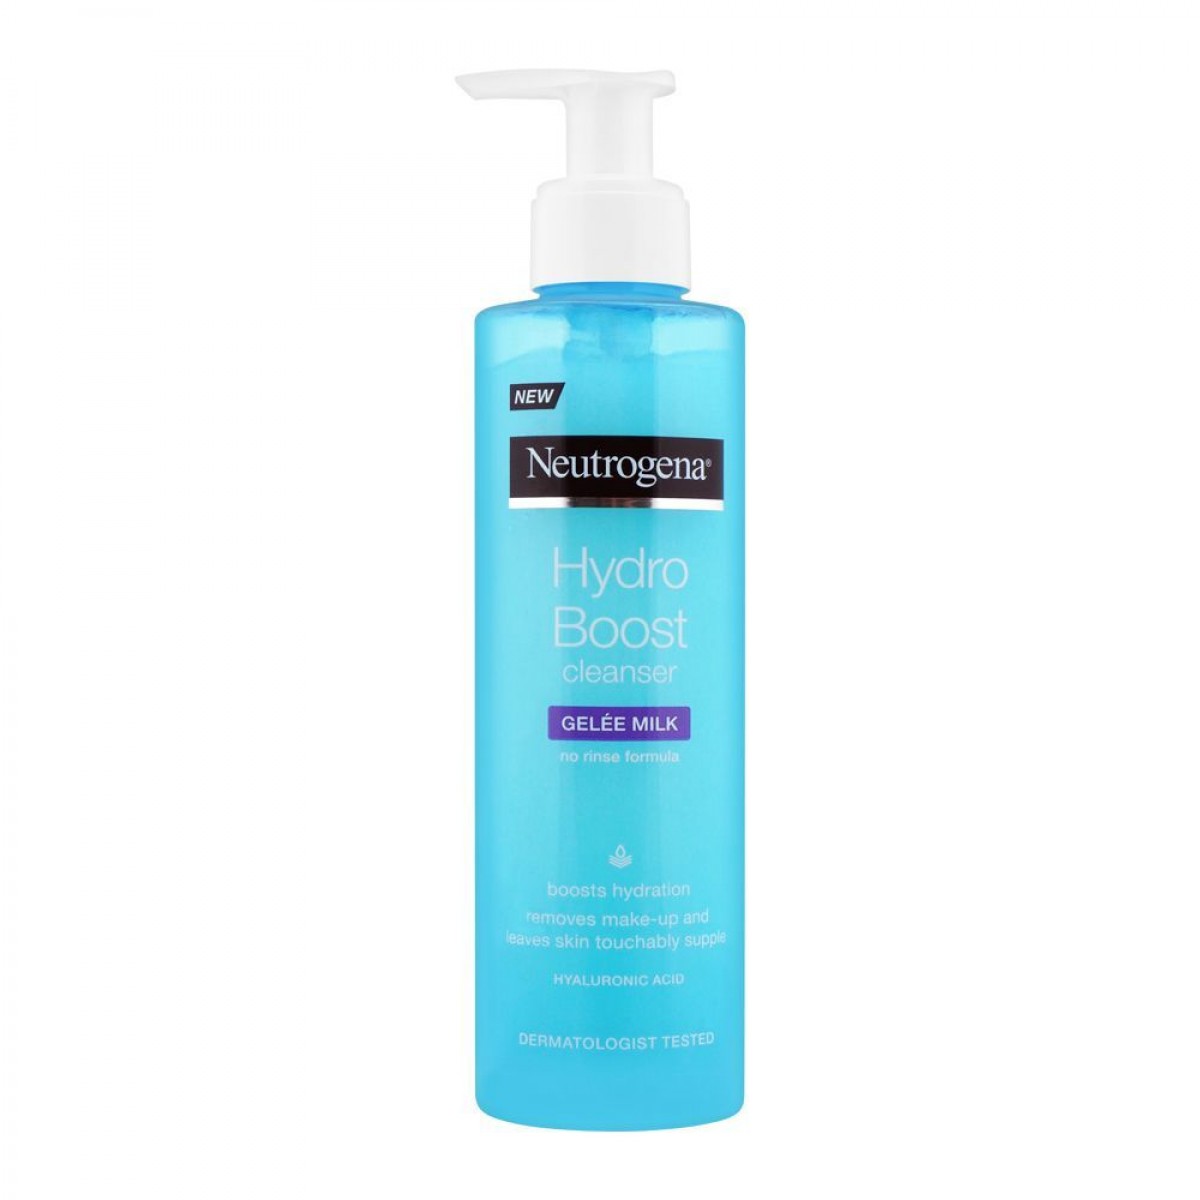 NEW
Neutrogena®
Hydro
Boost
cleanser
GELÉE MILK
no rinse formula
boosts hydration
removes make-up and
leaves skin touchably supple
HYALURONIC ACID
DERMATOLOGIST TESTED